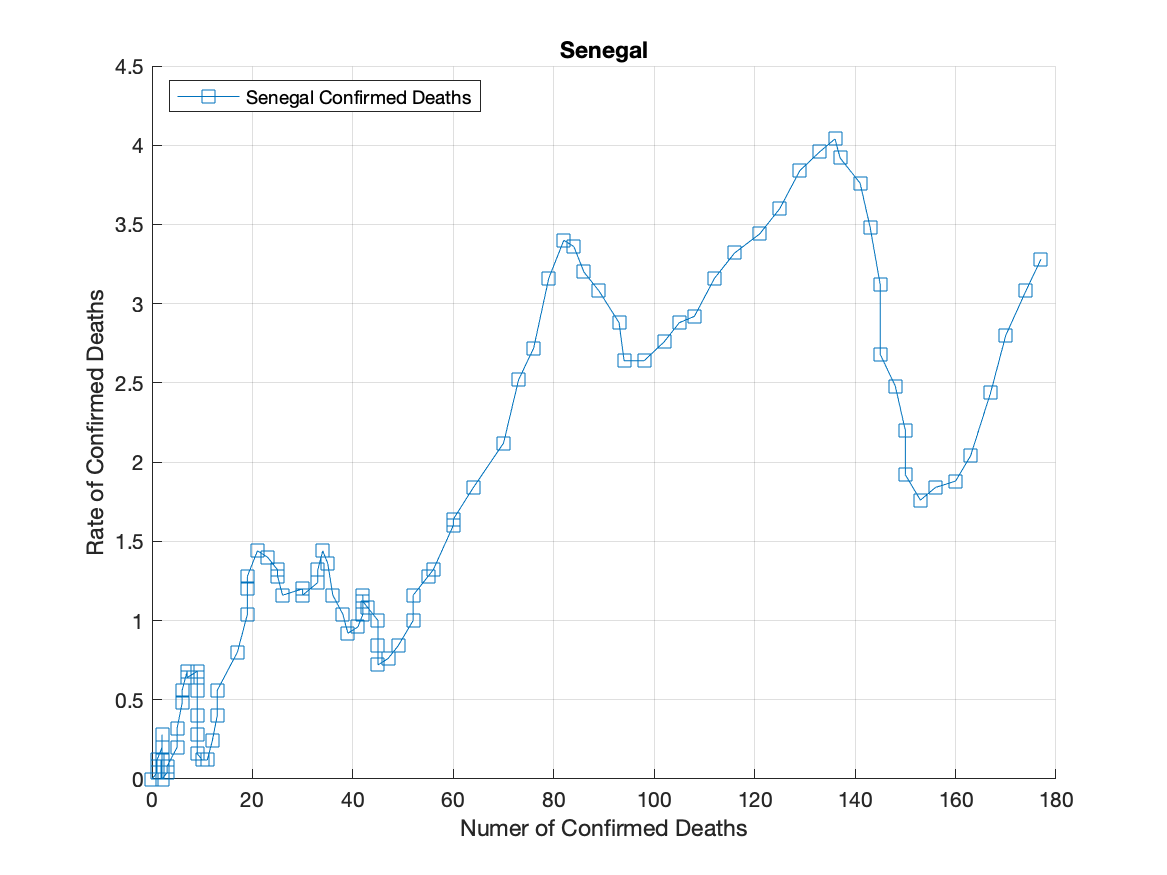 Senegal
Senegal Confirmed Deaths
4.5
4
3.5
3
2.5
2
1.5
1
0.5
0
Rate of Confirmed Deaths
0 20 40 60 80 100 120 140 160 180
Numer of Confirmed Deaths